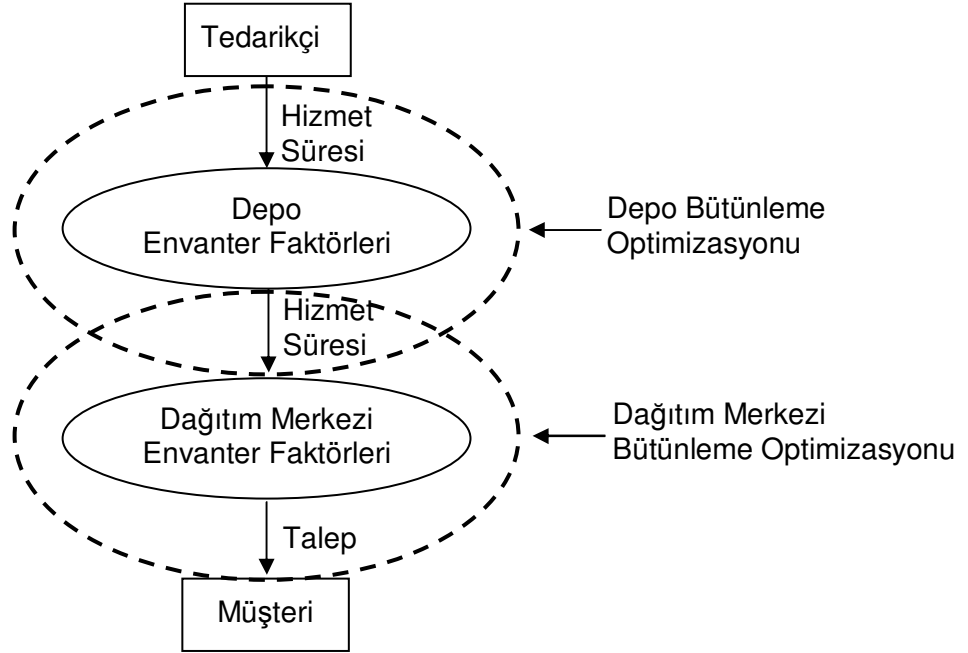 Tedarikçi
Hizmet
Süresi
Depo
Envanter Faktörleri
Depo Bütünleme
Optimizasyonu
Hizmet
Süresi
Dağıtım Merkezi
Envanter Faktörleri
Dağıtım Merkezi
Bütünleme Optimizasyonu
Talep
Müşteri